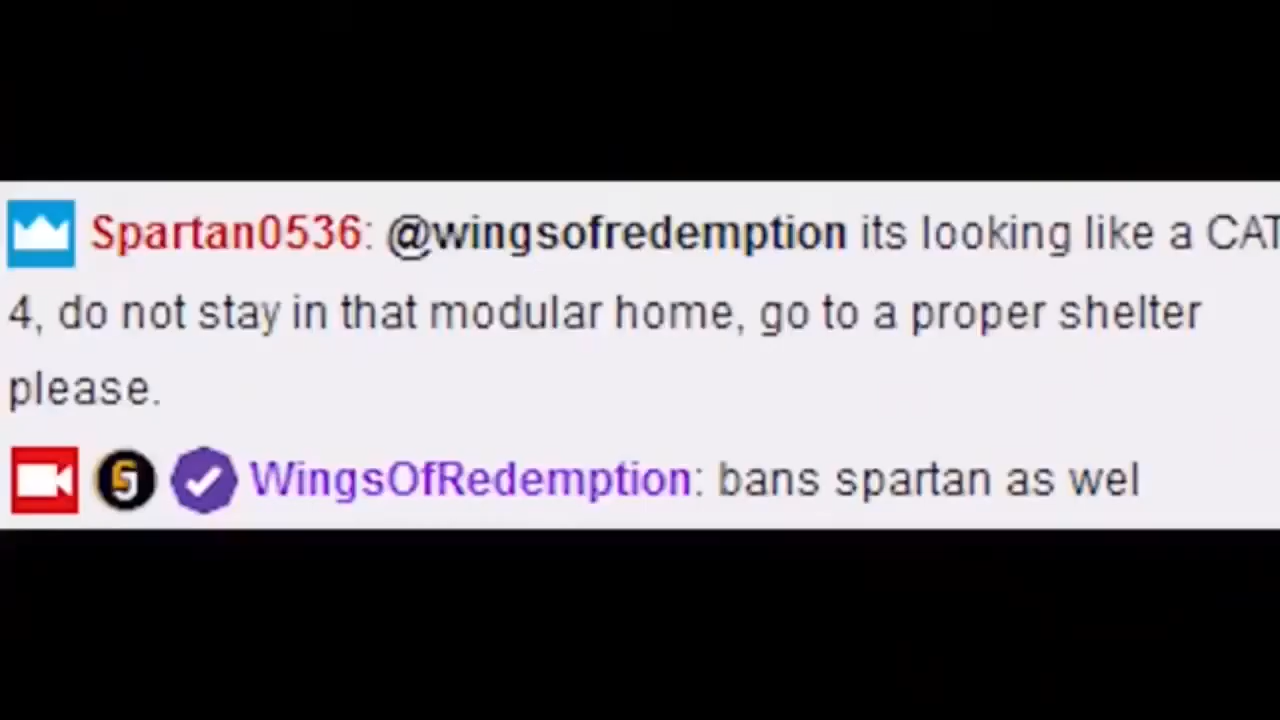 Spartan0536: @wingsofredemption its looking like a CAT
4, do not stay in that modular home, go to a proper shelter
please.
WingsOfRedemption: bans spartan as wel